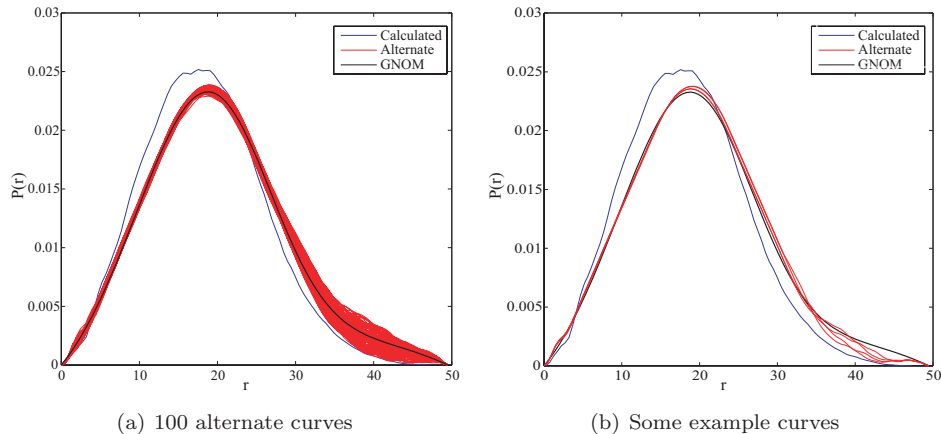 0.03
0.025
0.02
0.015
0.01
0.005
0
P(r)
0 10 20 30 40 50
r
Calculated
Alternate
GNOM
(a) 100 alternate curves
0.03
0.025
0.02
0.015
0.01
0.005
0
P(r)
0 10 20 30 40 50
r
Calculated
Alternate
GNOM
(b) Some example curves